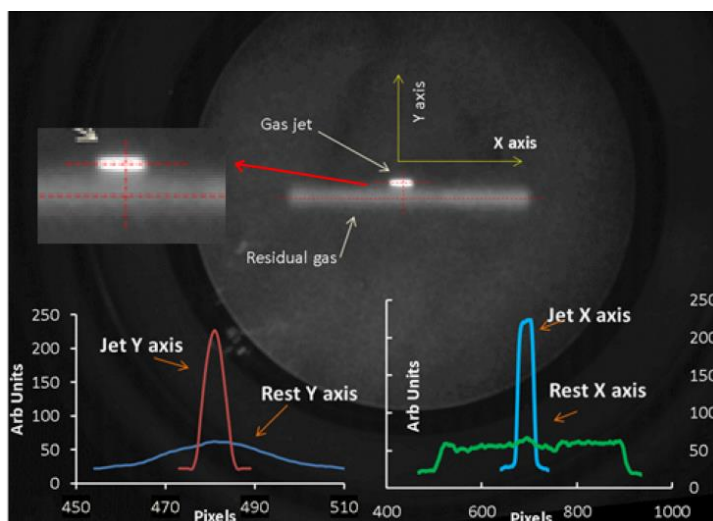 Y axis
Gas jet
X axis
Residual gas
250
200
150
100
50
0
Arb Units
Jet Y axis
Rest Y axis
450
470
490
510
Pixels
Arb Units
Jet X axis
Rest X axis
250
200
150
100
50
0
400
600
800
1000
Pixels